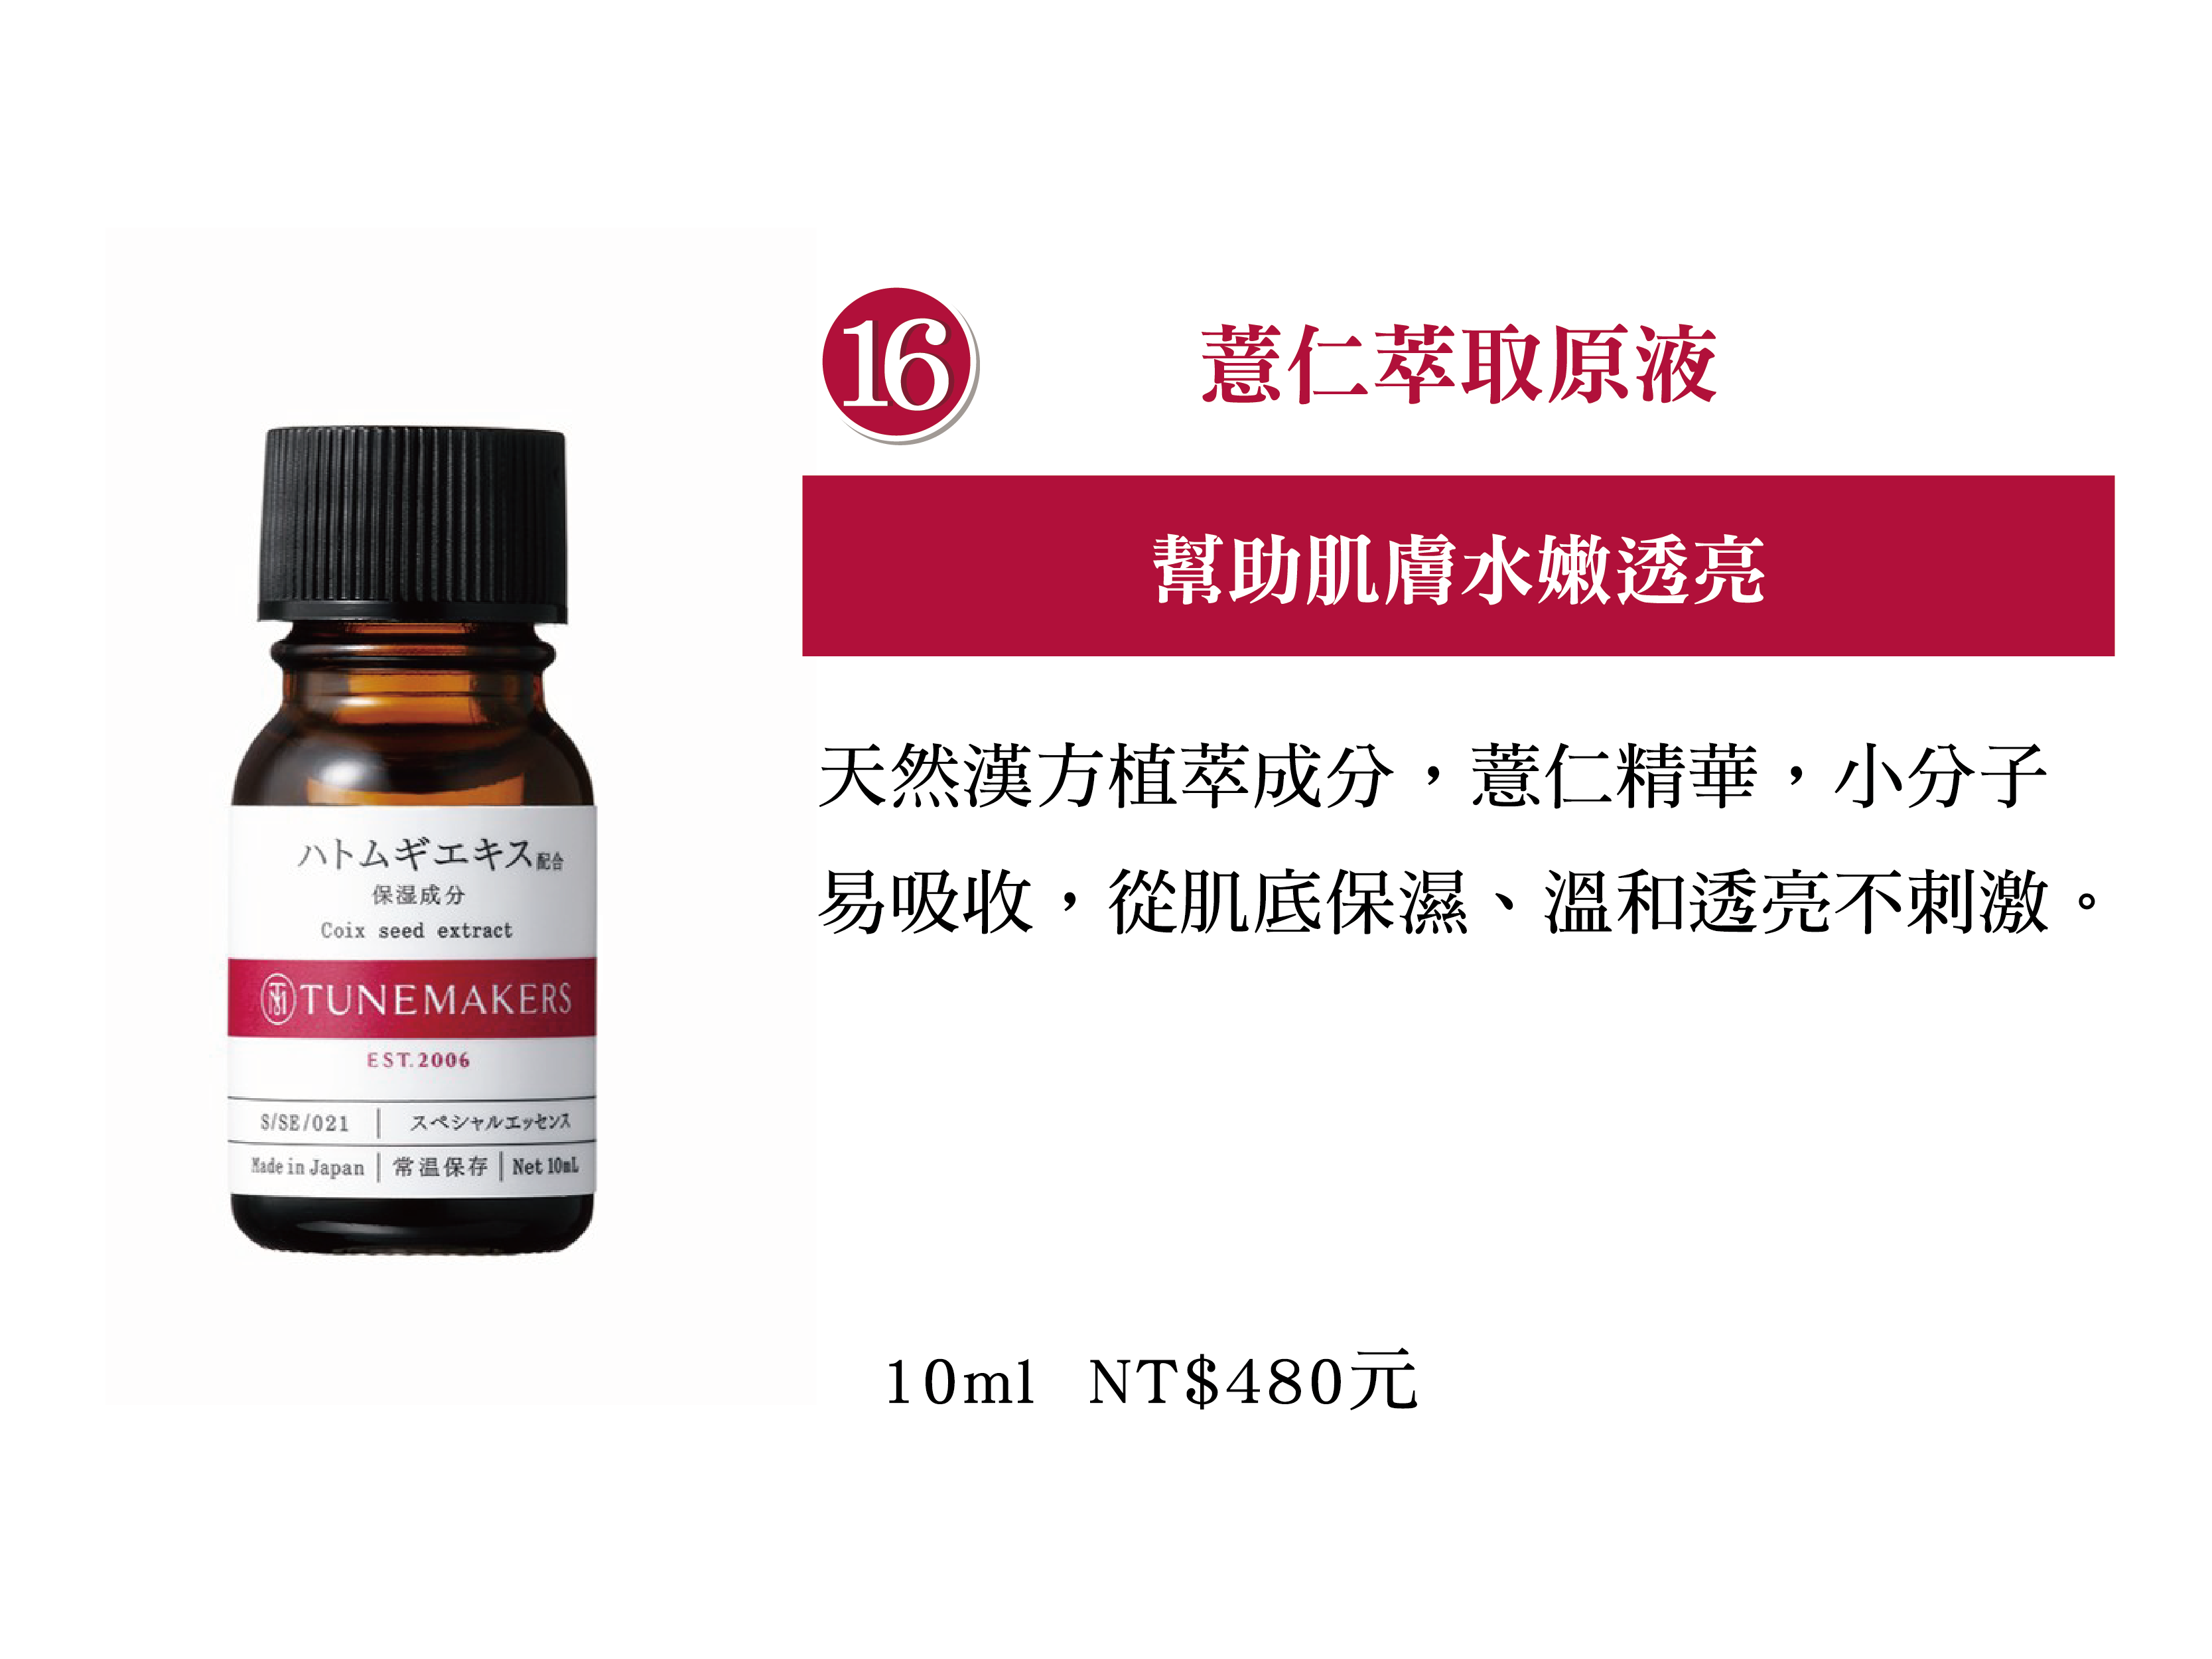 16
薏仁萃取原液
幫助肌膚水嫩透亮
天然漢方植萃成分，薏仁精華，小分子
易吸收，從肌底保濕、溫和透亮不刺激。
10ml NT$480元
ハトムギエキス配合
保湿成分
Coix seed extract
TUNEMAKERS
EST.2006
S/SE/021 スペシャルエッセンス
Made in Japan 常温保存 Net 10mL